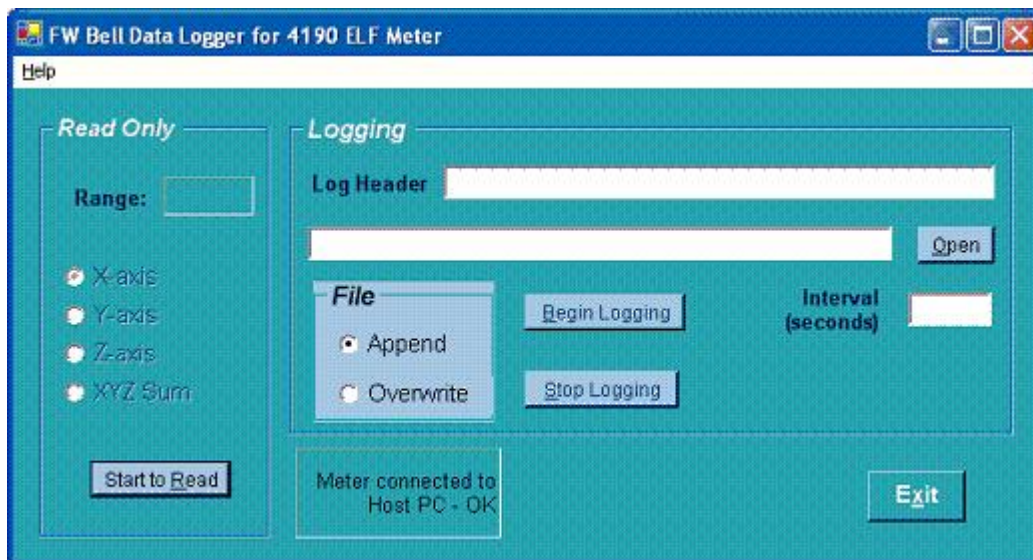 FW Bell Data Logger for 4190 ELF Meter
Help
Read Only
Range:
X-axis
Y-axis
Z-axis
XYZ Sum
Start to Read
Logging
Log Header
Open
File
Append
Overwrite
Begin Logging
Stop Logging
Interval
(seconds)
Meter connected to
Host PC - OK
Exit